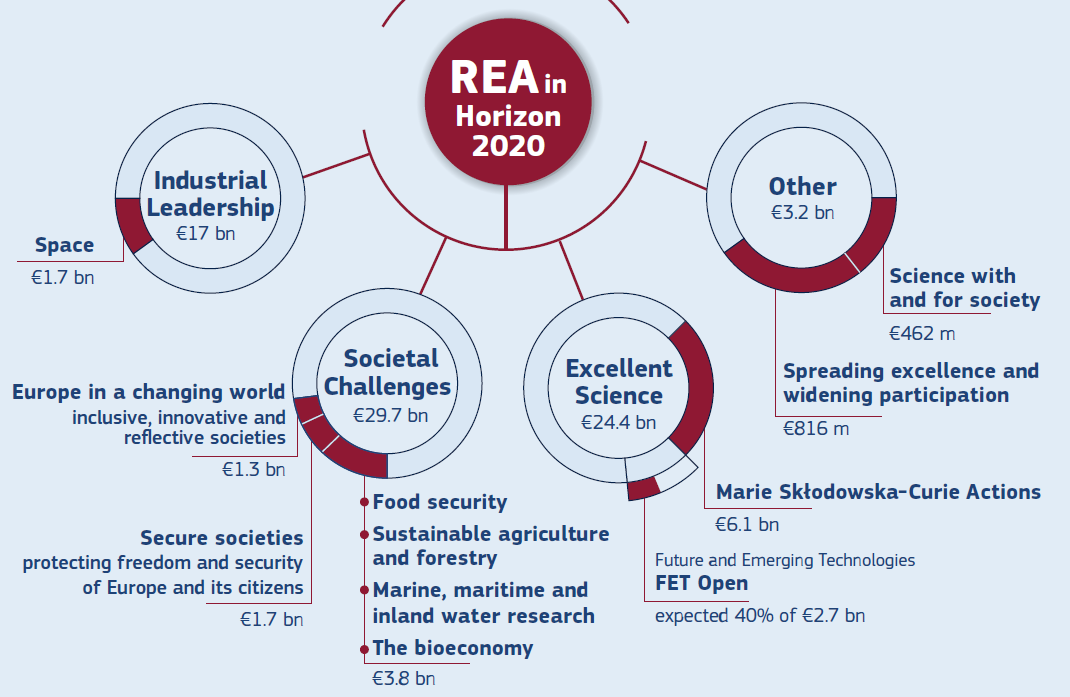 REA in
Horizon
2020
Industrial
Leadership
€17 bn
Space
€1.7 bn
Societal
Challenges
€29.7 bn
Europe in a changing world
inclusive, innovative and
reflective societies
€1.3 bn
Secure societies
protecting freedom and security
of Europe and its citizens
€1.7 bn
Food security
Sustainable agriculture
and forestry
Marine, maritime and
inland water research
The bioeconomy
€3.8 bn
Excellent
Science
€24.4 bn
Marie Skłodowska-Curie Actions
€6.1 bn
Future and Emerging Technologies
FET Open
expected 40% of €2.7 bn
Other
€3.2 bn
Science with
and for society
€462 m
Spreading excellence and
widening participation
€816 m